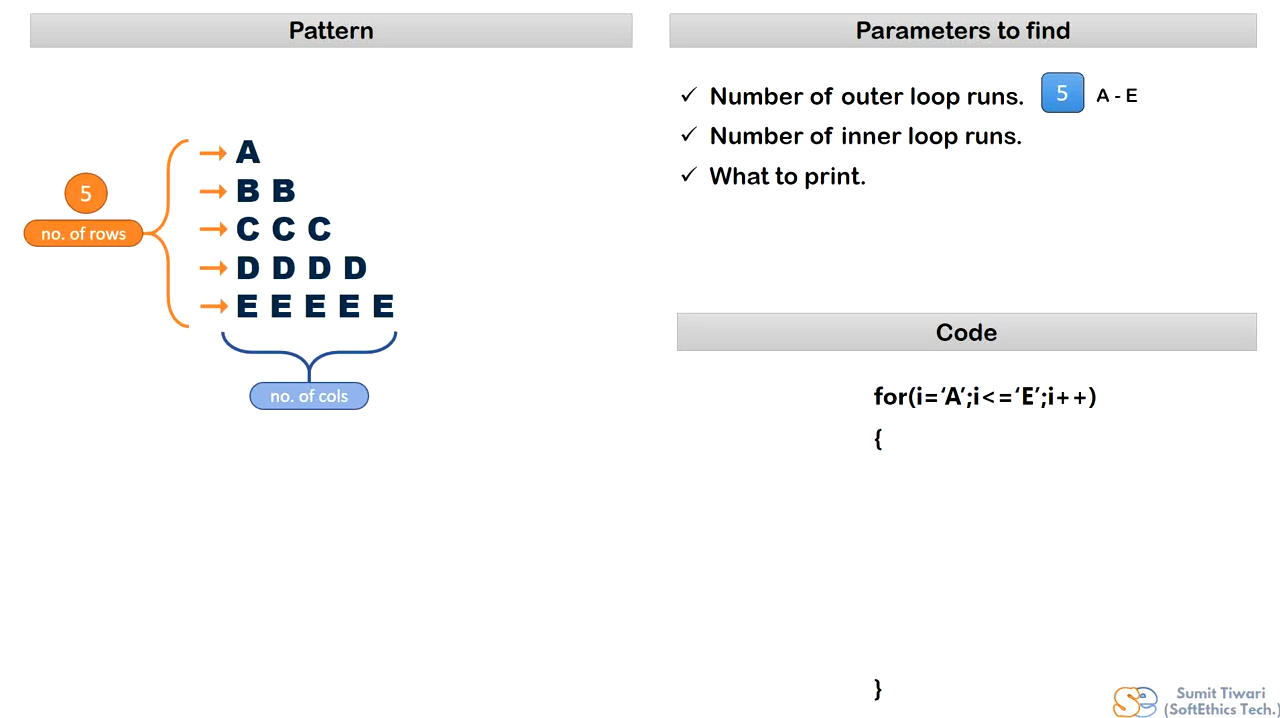 Pattern
A
B B
C C C
D D D D
E E E E E
5
no. of rows
no. of cols
Parameters to find
✓ Number of outer loop runs. 5 A - E
✓ Number of inner loop runs.
✓ What to print.
Code
for(i=‘A’;i<=‘E’;i++)
{
}
Sumit Tiwari
(SoftEthics Tech.)